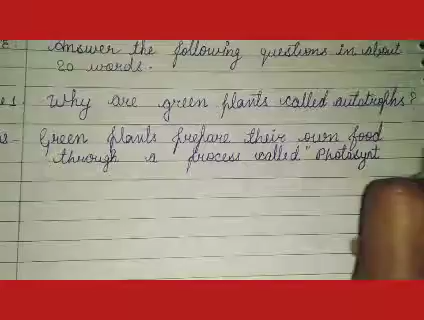 Answer the following questions in about
20 words.
Why are green plants called autotrophs?
Green plants prepare their own food
through a process called "Photosynt